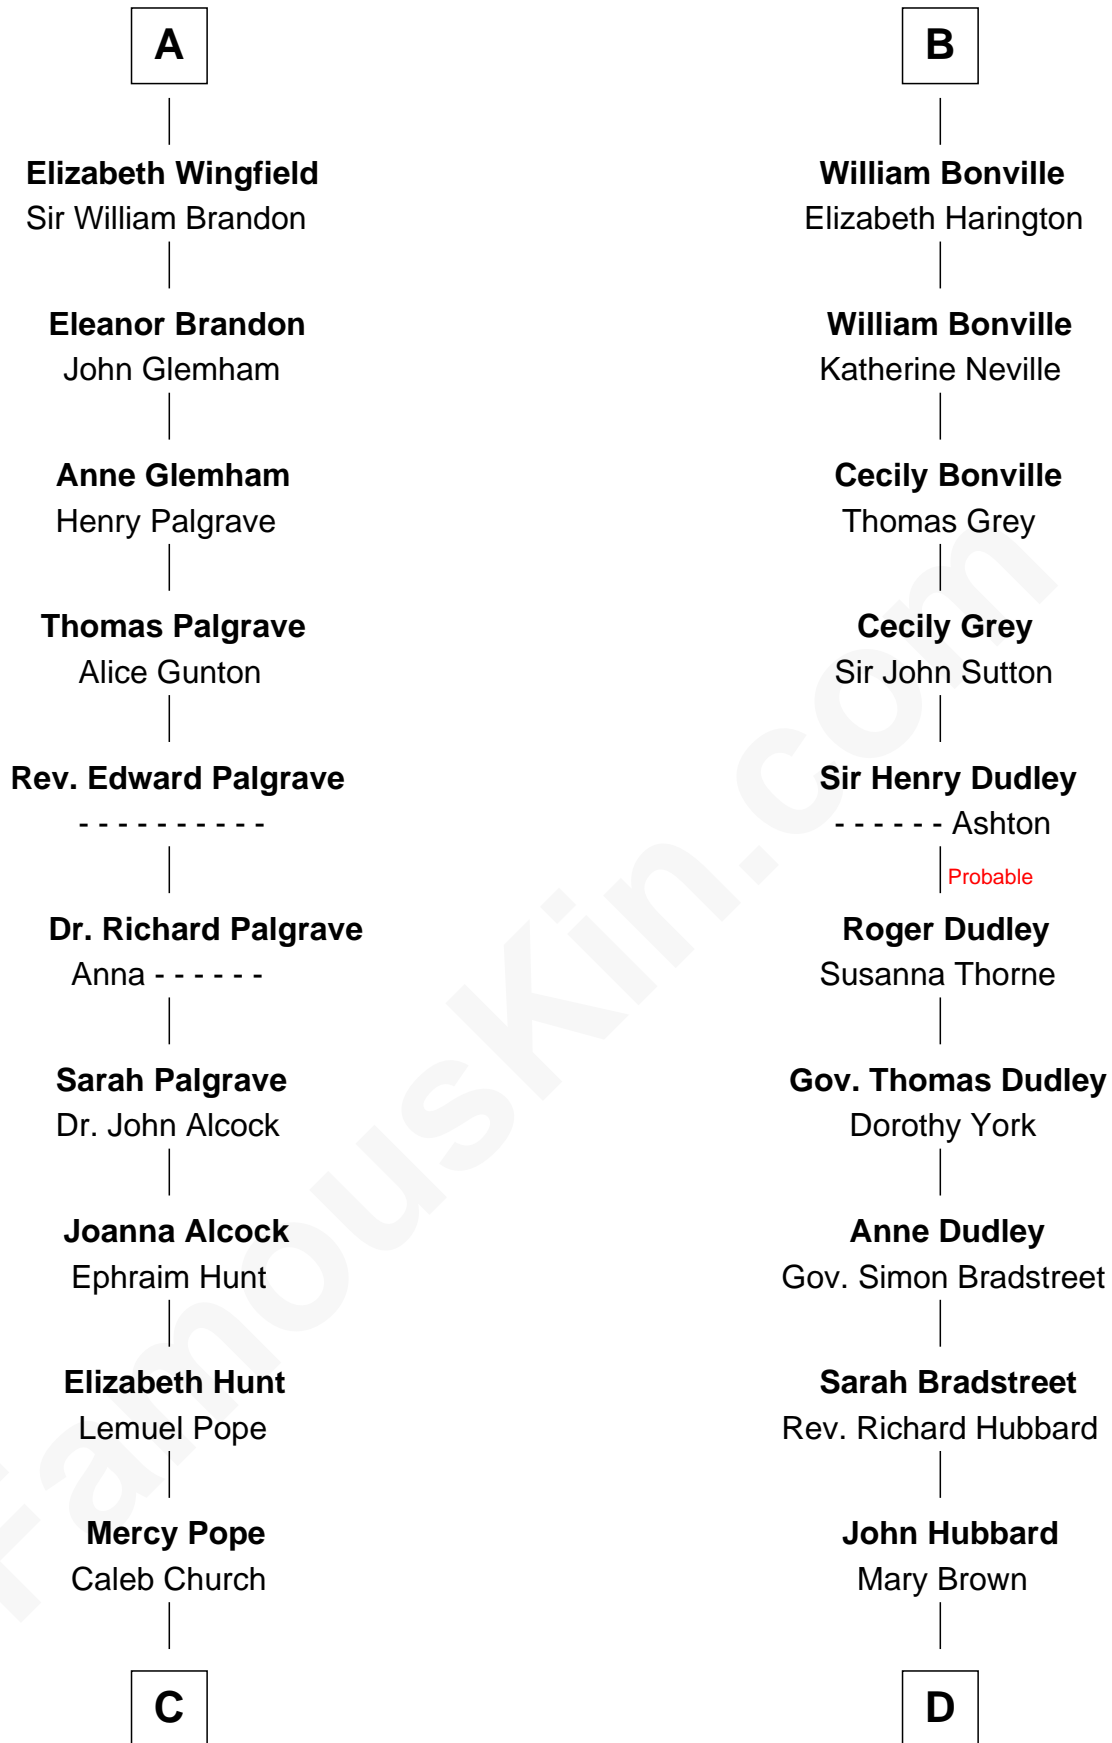 A
Elizabeth Wingfield
Sir William Brandon
Eleanor Brandon
John Glemham
Anne Glemham
Henry Palgrave
Thomas Palgrave
Alice Gunton
Rev. Edward Palgrave
- - - - - - - - - -
Dr. Richard Palgrave
Anna - - - - - -
Sarah Palgrave
Dr. John Alcock
Joanna Alcock
Ephraim Hunt
Elizabeth Hunt
Lemuel Pope
Mercy Pope
Caleb Church
C
B
William Bonville
Elizabeth Harington
William Bonville
Katherine Neville
Cecily Bonville
Thomas Grey
Cecily Grey
Sir John Sutton
Sir Henry Dudley
- - - - - - Ashton
Probable
Roger Dudley
Susanna Thorne
Gov. Thomas Dudley
Dorothy York
Anne Dudley
Gov. Simon Bradstreet
Sarah Bradstreet
Rev. Richard Hubbard
John Hubbard
Mary Brown
D
FamousKin.com